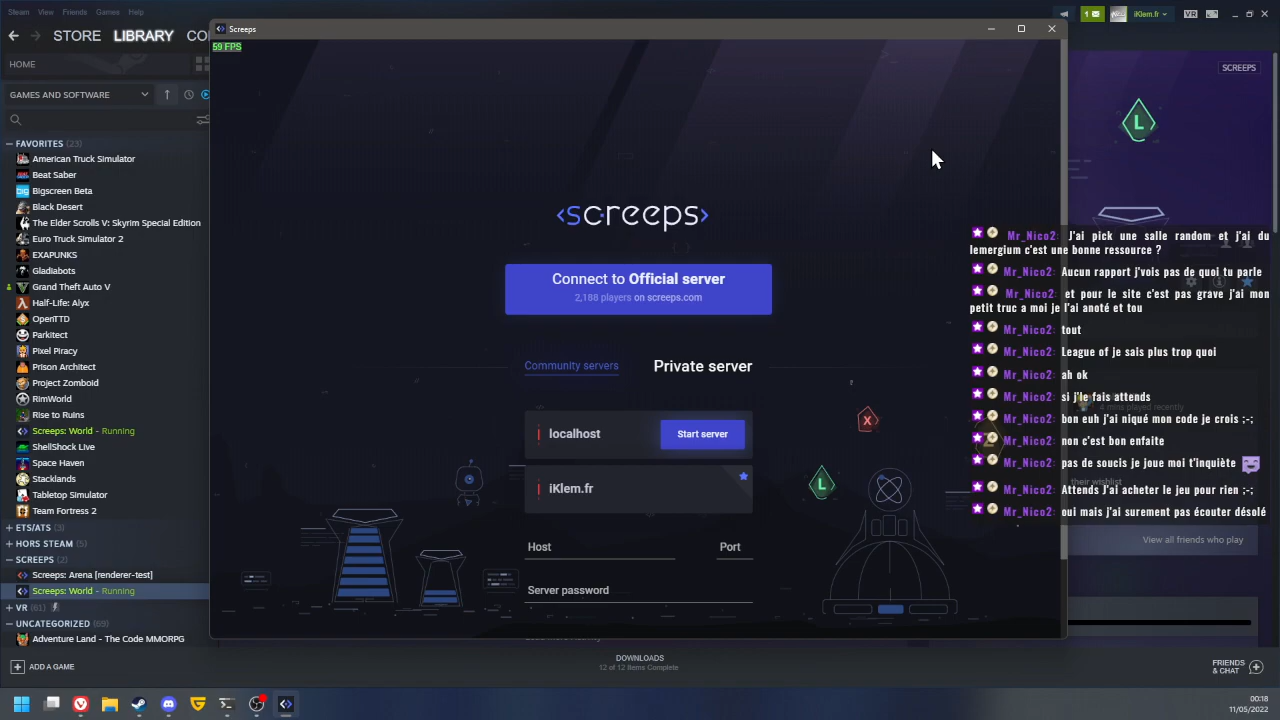 Steam View Friends Games Help
1
iKlem.fr
VR
STORE LIBRARY CO
Screeps
59 FPS
HOME
SCREEPS
GAMES AND SOFTWARE
L
FAVORITES (23)
American Truck Simulator
Beat Saber
Bigscreen Beta
Black Desert
The Elder Scrolls V: Skyrim Special Edition
Euro Truck Simulator 2
EXAPUNKS
Gladiabots
Grand Theft Auto V
Half-Life: Alyx
OpenTTD
Parkitect
Pixel Piracy
Prison Architect
Project Zomboid
RimWorld
Rise to Ruins
Screeps: World - Running
ShellShock Live
Space Haven
Stacklands
Tabletop Simulator
Team Fortress 2
ETS/ATS (3)
HORS STEAM (5)
SCREEPS (2)
Screeps: Arena [renderer-test]
Screeps: World - Running
VR (61)
UNCATEGORIZED
Adventure Land - The Code MMORPG
ADD A GAME
<screeps>
Connect to Official server
2,188 players on screeps.com
Community servers Private server
localhost Start server
iKlem.fr
Host Port
Server password
X
L
Mr_Nico2: J'ai pick une salle random et j'ai du
lemergium c'est une bonne ressource ?
Mr_Nico2: Aucun rapport j'vois pas de quoi tu parle
Mr_Nico2: et pour le site c'est pas grave j'ai mon
petit truc a moi je l'ai anoté et tou
Mr_Nico2: tout
Mr_Nico2: League of je sais plus trop quoi
Mr_Nico2: ah ok
Mr_Nico2: si j'le fais attends
4 mins played recently
Mr_Nico2: bon euh j'ai niqué mon code je crois ;-;
Mr_Nico2: non c'est bon enfaite
Mr_Nico2: pas de soucis je joue moi t'inquiète
their wishlist
Mr_Nico2: Attends J'ai acheter le jeu pour rien ;-;
Mr_Nico2: oui mais j'ai surement pas écouter désolé
View all friends who play
DOWNLOADS
12 of 12 Items Complete
FRIENDS
& CHAT
00:18
11/05/2022